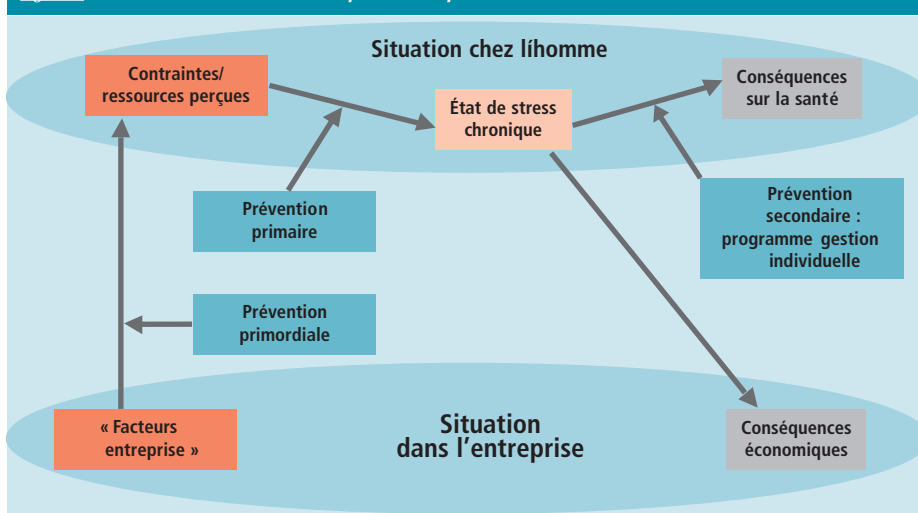 Situation chez líhomme
Contraintes/
ressources perçues
État de stress
chronique
Conséquences
sur la santé
Prévention
primaire
Prévention
secondaire :
programme gestion
individuelle
Prévention
primordiale
« Facteurs
entreprise »
Situation
dans l'entreprise
Conséquences
économiques